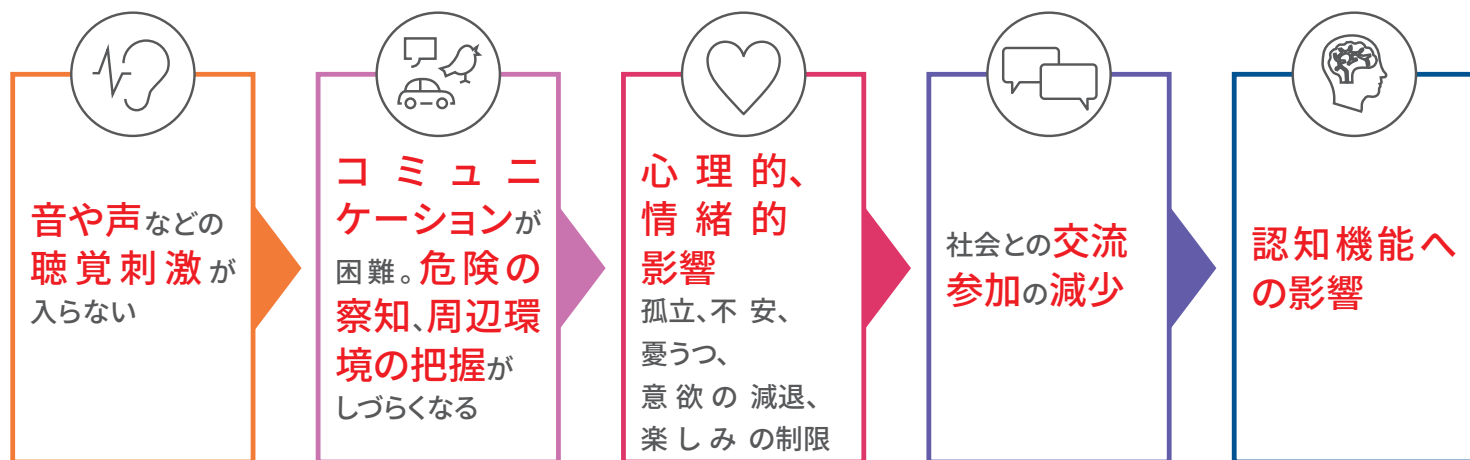 音や声などの
聴覚刺激が
入らない
コミュニ
ケーションが
困難。危険の
察知、周辺環
境の把握が
しづらくなる
心理的、
情緒的
影響
孤立、不安、
憂うつ、
意欲の減退、
楽しみの制限
社会との交流
参加の減少
認知機能へ
の影響